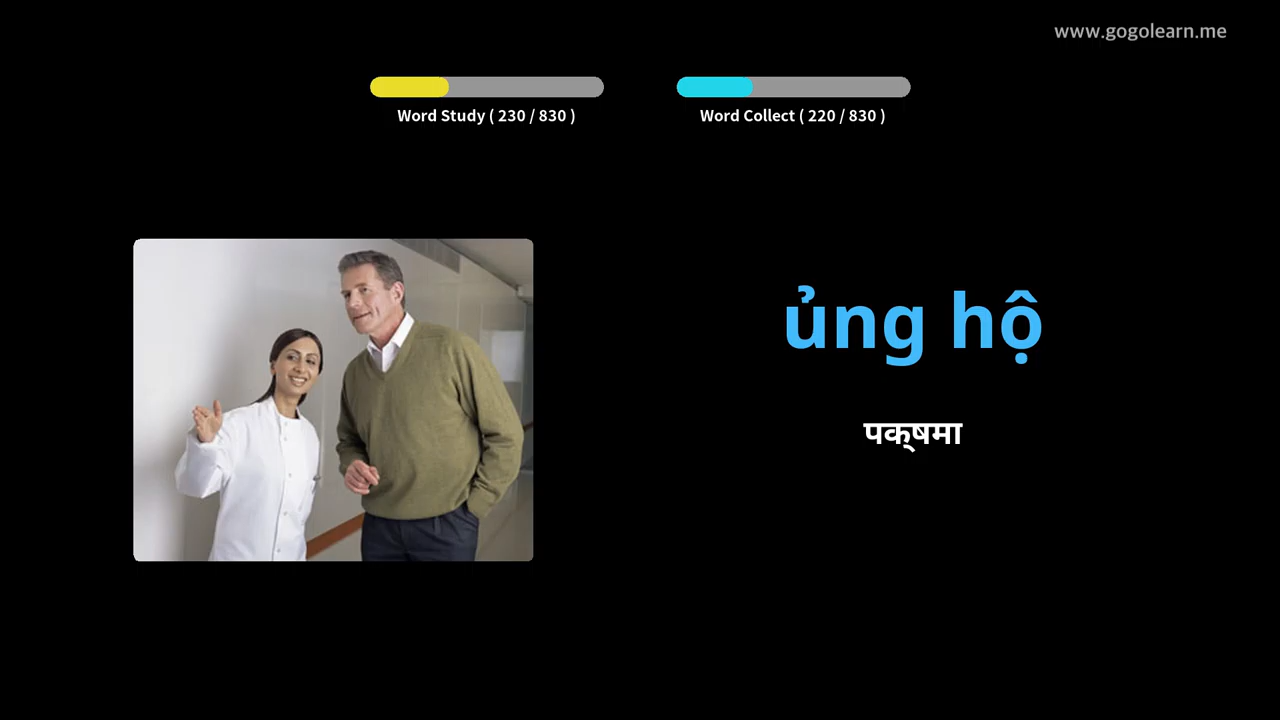 www.gogolearn.me
Word Study ( 230 / 830 )
Word Collect ( 220 / 830 )
ủng hộ
पक्षमा